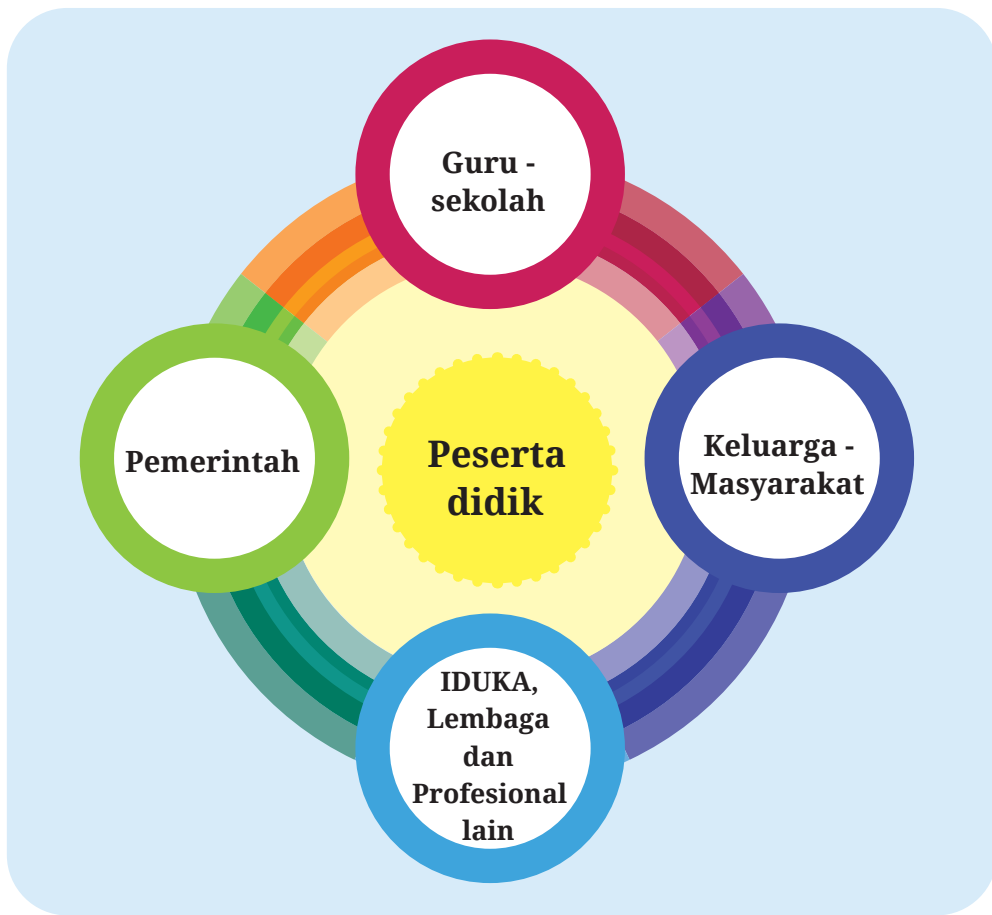 Guru -
sekolah
Pemerintah
Peserta
didik
Keluarga -
Masyarakat
IDUKA,
Lembaga
dan
Profesional
lain